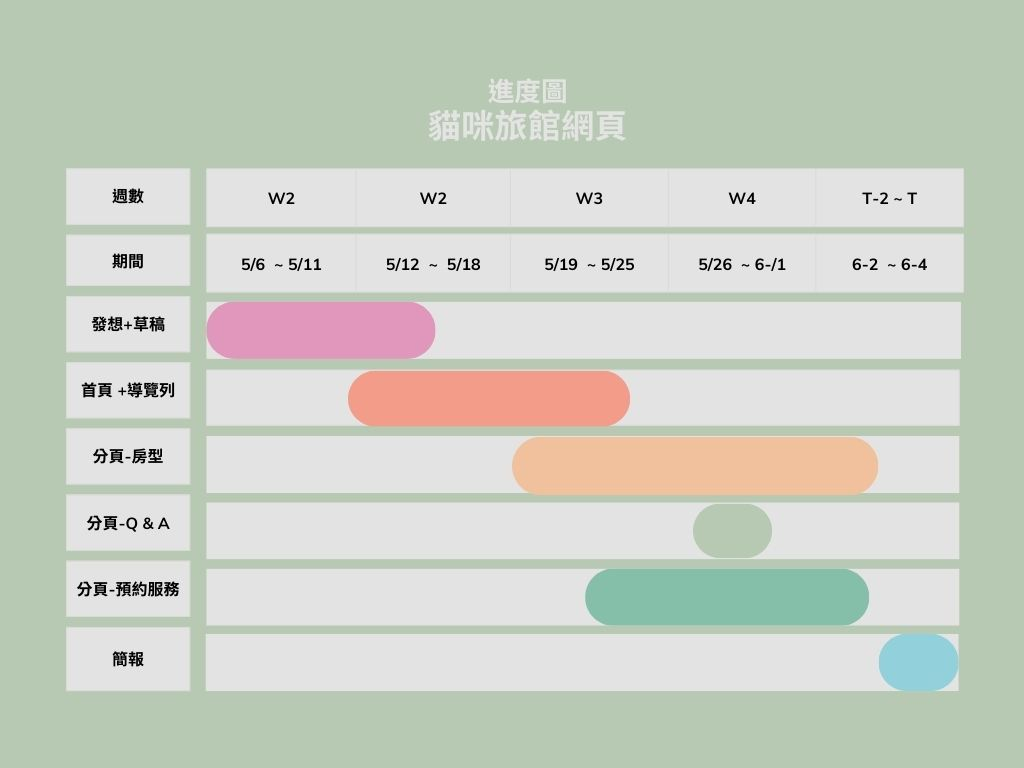 進度圖
貓咪旅館網頁
週數 W2 W2 W3 W4 T-2 ~ T
期間 5/6 ~ 5/11 5/12 ~ 5/18 5/19 ~ 5/25 5/26 ~ 6-/1 6-2 ~ 6-4
發想+草稿
首頁 +導覽列
分頁-房型
分頁-Q & A
分頁-預約服務
簡報